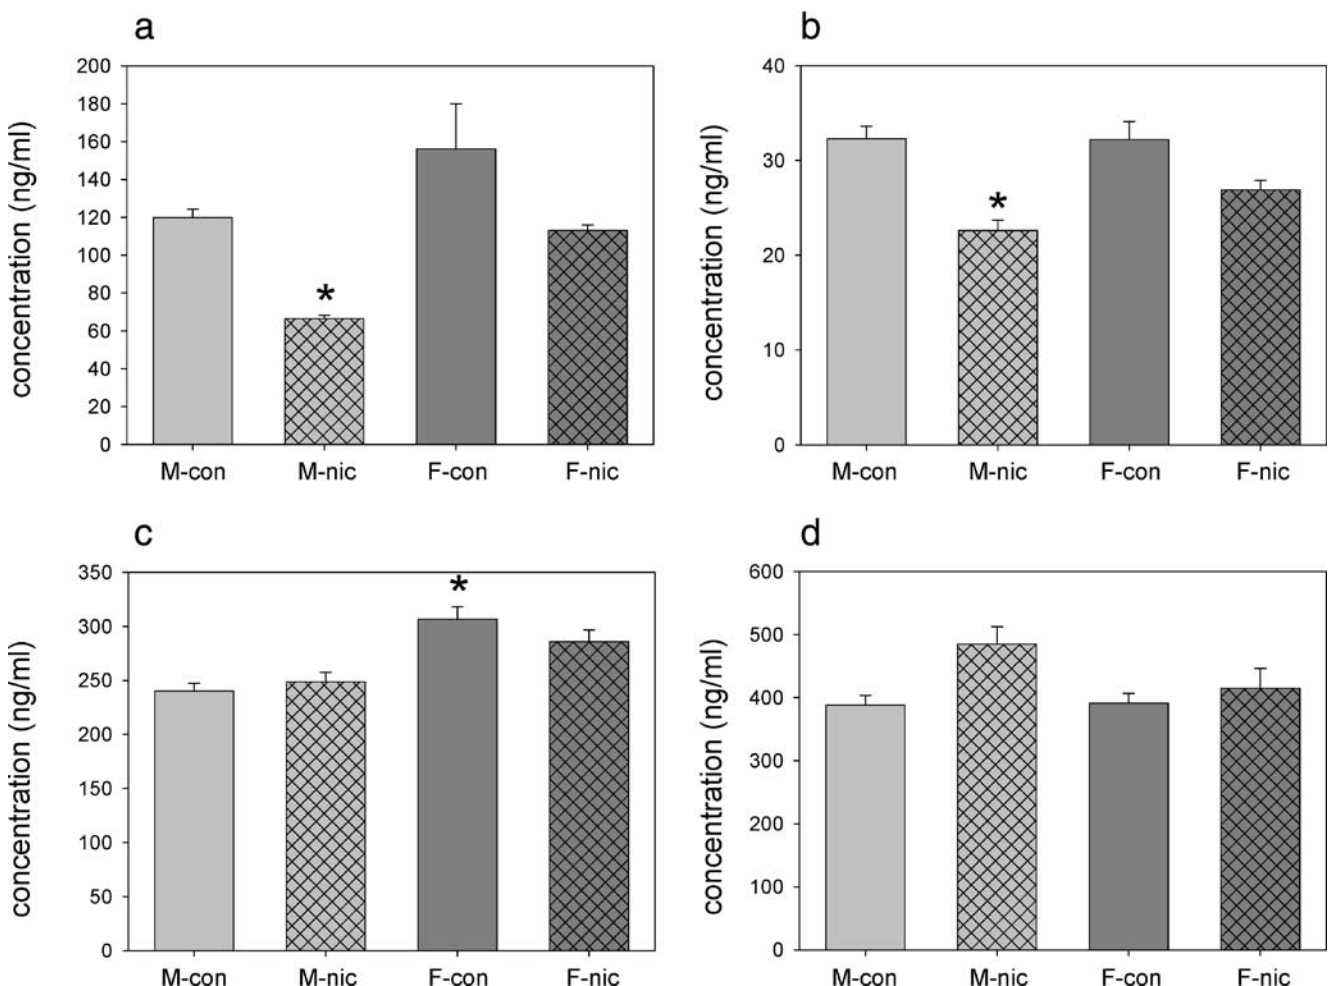 a
concentration (ng/ml)
200
180
160
140
120
100
80
60
40
20
0
*
M-con M-nic F-con F-nic
b
concentration (ng/ml)
40
30
20
10
0
*
M-con M-nic F-con F-nic
c
concentration (ng/ml)
350
300
250
200
150
100
50
0
*
M-con M-nic F-con F-nic
d
concentration (ng/ml)
600
500
400
300
200
100
0
M-con M-nic F-con F-nic